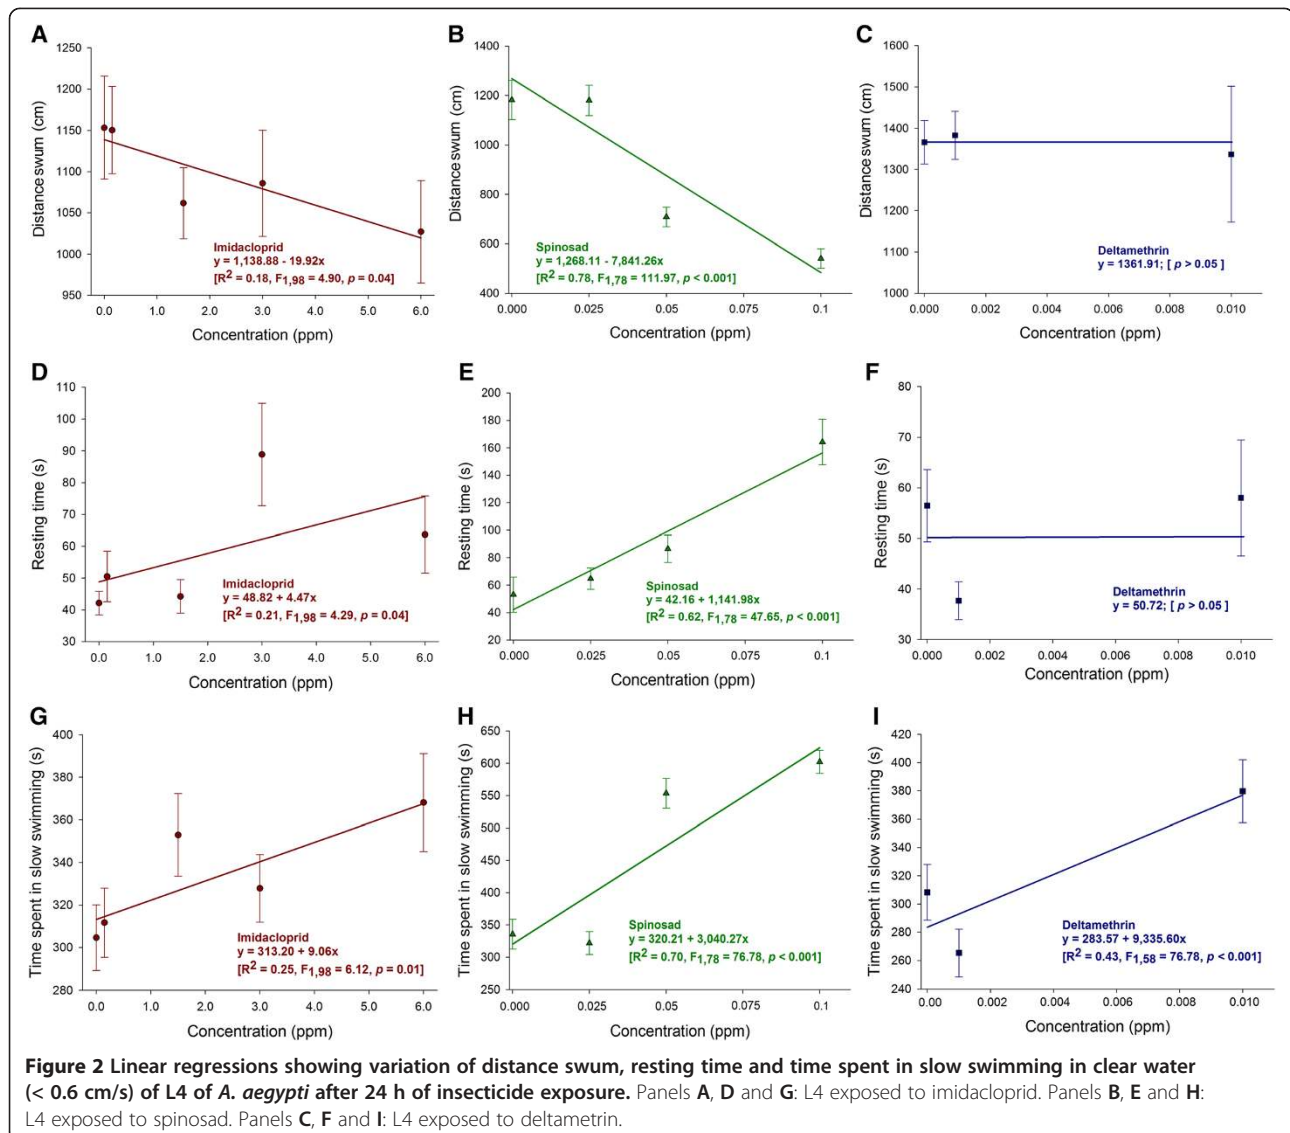 A
1250
1200
1150
1100
1050
1000
950
Distance swum (cm)
Imidacloprid
y = 1,138.88 - 19.92x
[R2 = 0.18, F1,98 = 4.90, p = 0.04]
0.0 1.0 2.0 3.0 4.0 5.0 6.0
Concentration (ppm)
B
1400
1200
1000
800
600
400
Distance swum (cm)
Spinosad
y = 1,268.11 - 7,841.26x
[R2 = 0.78, F1,78 = 111.97, p < 0.001]
0.000 0.025 0.05 0.075 0.1
Concentration (ppm)
C
1600
1500
1400
1300
1200
1100
1000
Distance swum (cm)
Deltamethrin
y = 1361.91; [ p > 0.05 ]
0.000 0.002 0.004 0.006 0.008 0.010
Concentration (ppm)
D
110
100
90
80
70
60
50
40
30
Resting time (s)
Imidacloprid
y = 48.82 + 4.47x
[R2 = 0.21, F1,98 = 4.29, p = 0.04]
0.0 1.0 2.0 3.0 4.0 5.0 6.0
Concentration (ppm)
E
200
180
160
140
120
100
80
60
40
20
Resting time (s)
Spinosad
y = 42.16 + 1,141.98x
[R2 = 0.62, F1,78 = 47.65, p < 0.001]
0.000 0.025 0.05 0.075 0.1
Concentration (ppm)
F
80
70
60
50
40
30
Resting time (s)
Deltamethrin
y = 50.72; [ p > 0.05 ]
0.000 0.002 0.004 0.006 0.008 0.010
Concentration (ppm)
G
400
380
360
340
320
300
280
Time spent in slow swimming (s)
Imidacloprid
y = 313.20 + 9.06x
[R2 = 0.25, F1,98 = 6.12, p = 0.01]
0.0 1.0 2.0 3.0 4.0 5.0 6.0
Concentration (ppm)
H
650
600
550
500
450
400
350
300
250
Time spent in slow swimming (s)
Spinosad
y = 320.21 + 3,040.27x
[R2 = 0.70, F1,78 = 76.78, p < 0.001]
0.000 0.025 0.05 0.075 0.1
Concentration (ppm)
I
420
400
380
360
340
320
300
280
260
240
Time spent in slow swimming (s)
Deltamethrin
y = 283.57 + 9,335.60x
[R2 = 0.43, F1,58 = 76.78, p < 0.001]
0.000 0.002 0.004 0.006 0.008 0.010
Concentration (ppm)
Figure 2 Linear regressions showing variation of distance swum, resting time and time spent in slow swimming in clear water
(< 0.6 cm/s) of L4 of A. aegypti after 24 h of insecticide exposure. Panels A, D and G: L4 exposed to imidacloprid. Panels B, E and H:
L4 exposed to spinosad. Panels C, F and I: L4 exposed to deltametrin.